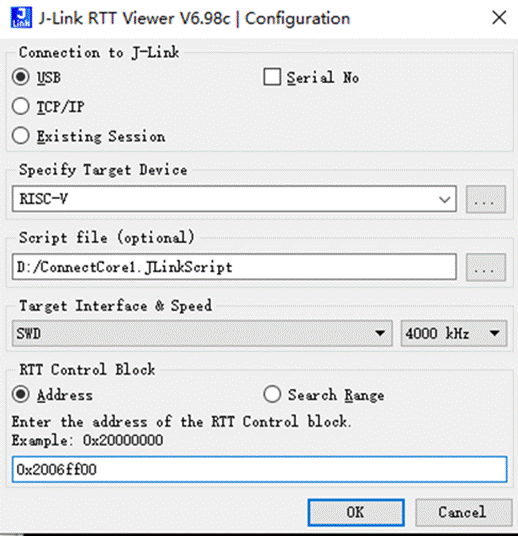 J-Link RTT Viewer V6.98c | Configuration
Connection to J-Link
USB
Serial No
TCP/IP
Existing Session
Specify Target Device
RISC-V
...
Script file (optional)
D:/ConnectCore1.JLinkScript
...
Target Interface & Speed
SWD
4000 kHz
RTT Control Block
Address
Search Range
Enter the address of the RTT Control block.
Example: 0x20000000
0x2006ff00
OK
Cancel